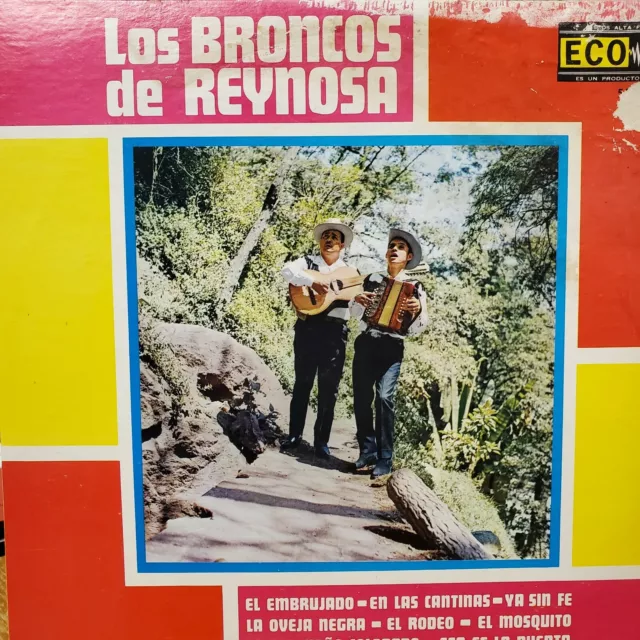 Los BRONCOS
de REYNOSA
ECO
ES UN PRODUCTO
EL EMBRUJADO - EN LAS CANTINAS - YA SIN FE
LA OVEJA NEGRA - EL RODEO - EL MOSQUITO